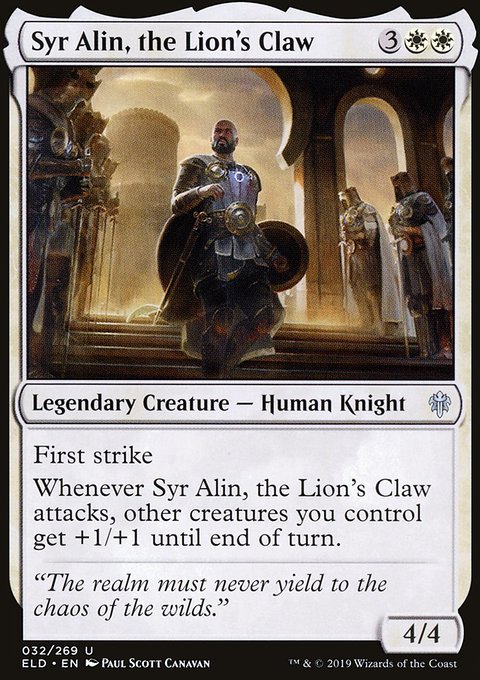 Syr Alin, the Lion's Claw 3
Legendary Creature — Human Knight
First strike
Whenever Syr Alin, the Lion's Claw
attacks, other creatures you control
get +1/+1 until end of turn.
“The realm must never yield to the
chaos of the wilds.”
4/4
032/269 U
ELD • EN Paul Scott Canavan
™ & © 2019 Wizards of the Coast